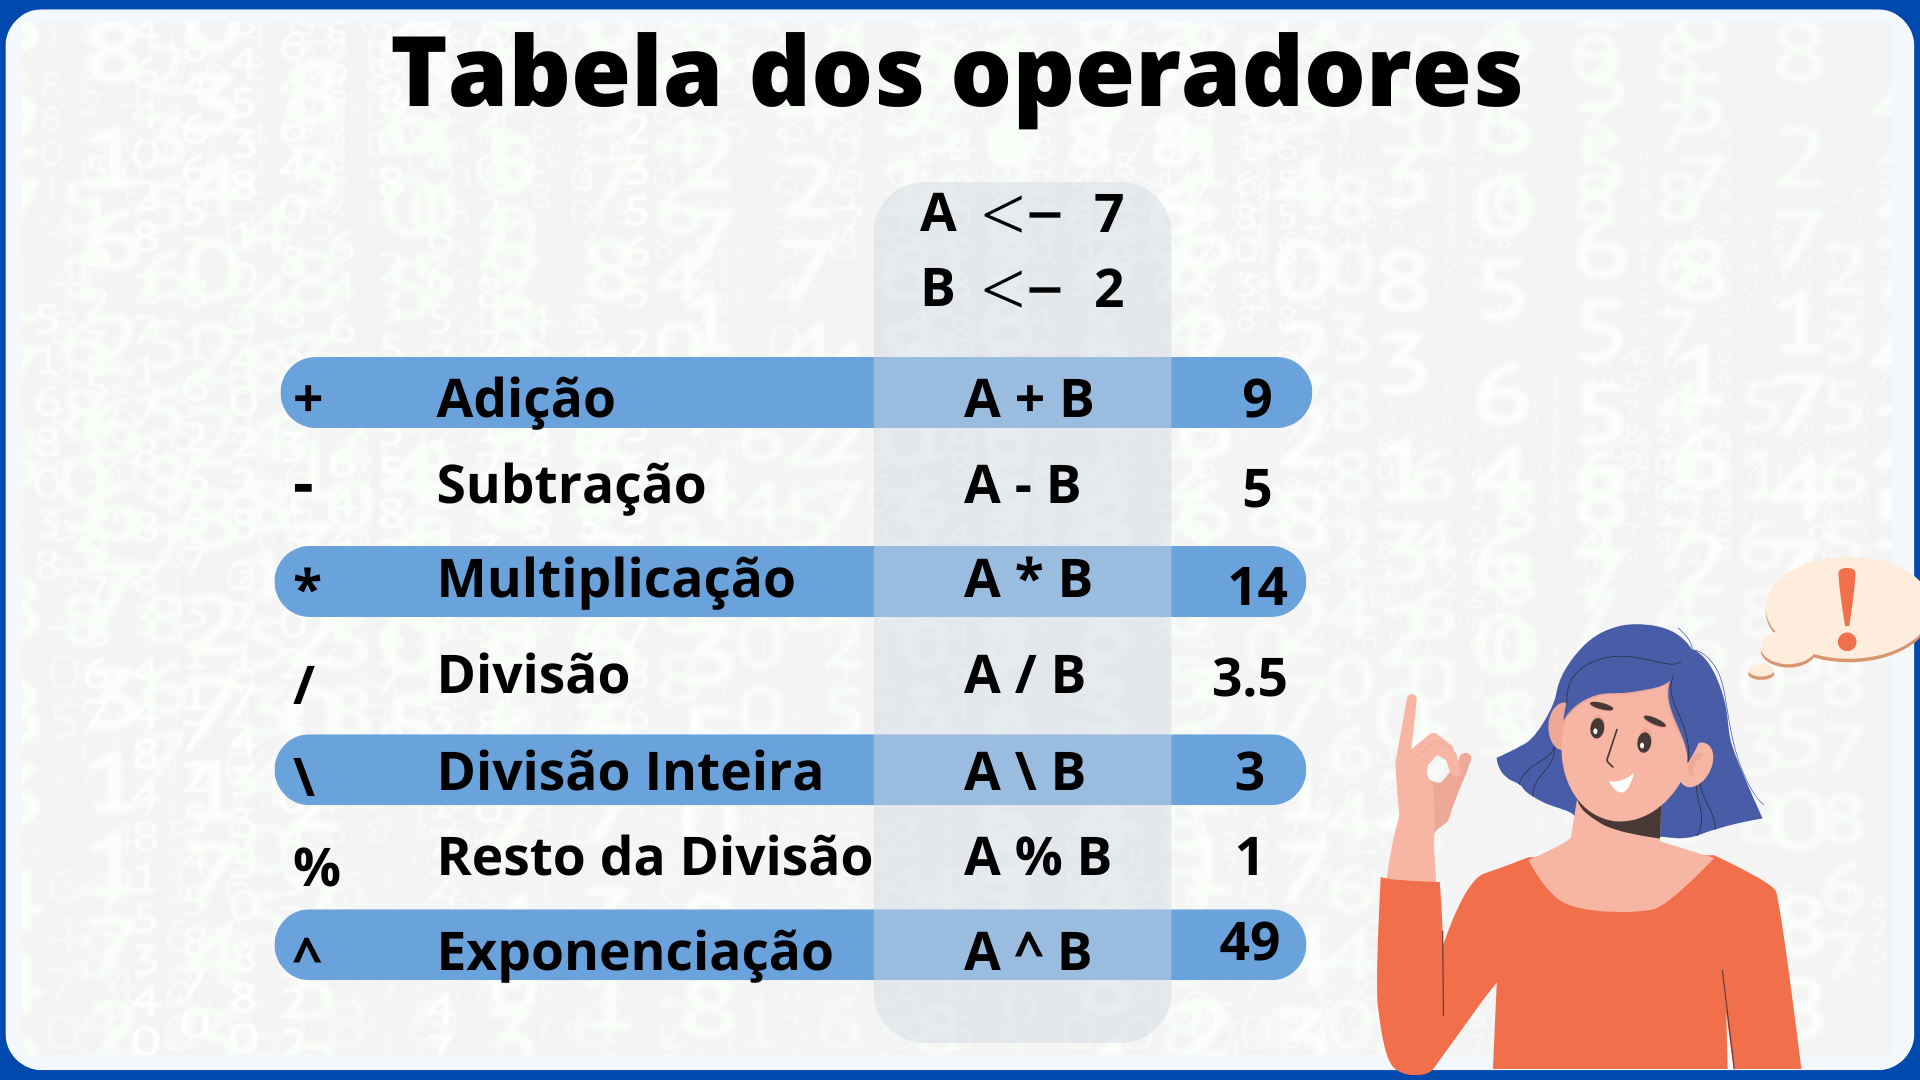 Tabela dos operadores
A <– 7
B <– 2
+ Adição A + B 9
- Subtração A - B 5
* Multiplicação A * B 14
/ Divisão A / B 3.5
\ Divisão Inteira A \ B 3
% Resto da Divisão A % B 1
^ Exponenciação A ^ B 49
!